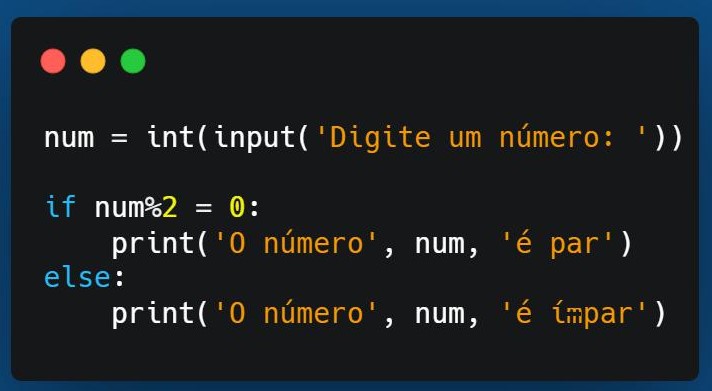 num = int(input('Digite um número: '))
if num%2 = 0:
    print('O número', num, 'é par')
else:
    print('O número', num, 'é ímpar')